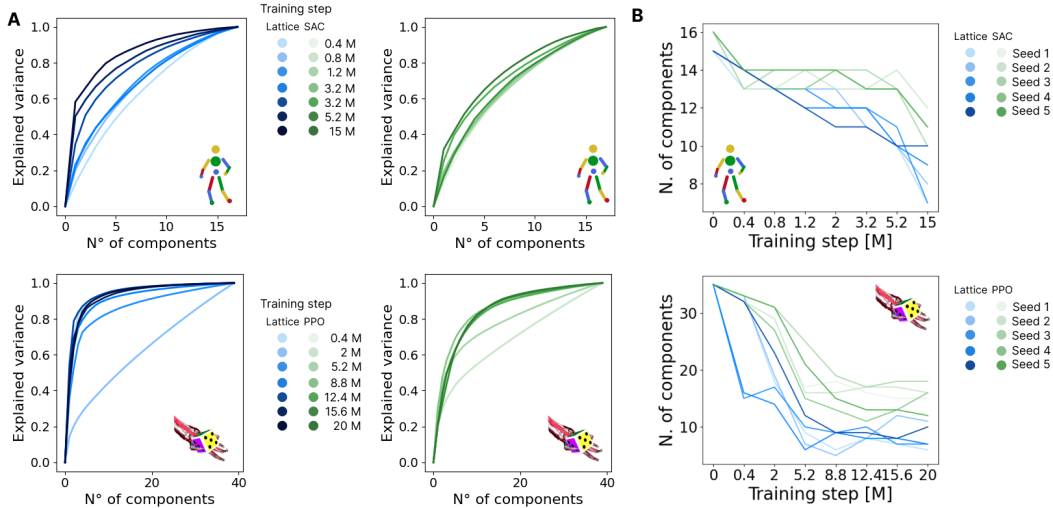 A
Training step
Lattice SAC
0.4 M
0.8 M
1.2 M
3.2 M
3.2 M
5.2 M
15 M
Explained variance
1.0
0.8
0.6
0.4
0.2
0.0
0 5 10 15
N° of components
Explained variance
1.0
0.8
0.6
0.4
0.2
0.0
0 5 10 15
N° of components
B
N. of components
16
14
12
10
8
0 0.4 0.8 1.2 2 3.2 5.2 15
Training step [M]
Lattice SAC
Seed 1
Seed 2
Seed 3
Seed 4
Seed 5
Explained variance
1.0
0.8
0.6
0.4
0.2
0.0
0 20 40
N° of components
Training step
Lattice PPO
0.4 M
2 M
5.2 M
8.8 M
12.4 M
15.6 M
20 M
Explained variance
1.0
0.8
0.6
0.4
0.2
0.0
0 20 40
N° of components
N. of components
30
20
10
0 0.4 2 5.2 8.8 12.4 15.6 20
Training step [M]
Lattice PPO
Seed 1
Seed 2
Seed 3
Seed 4
Seed 5